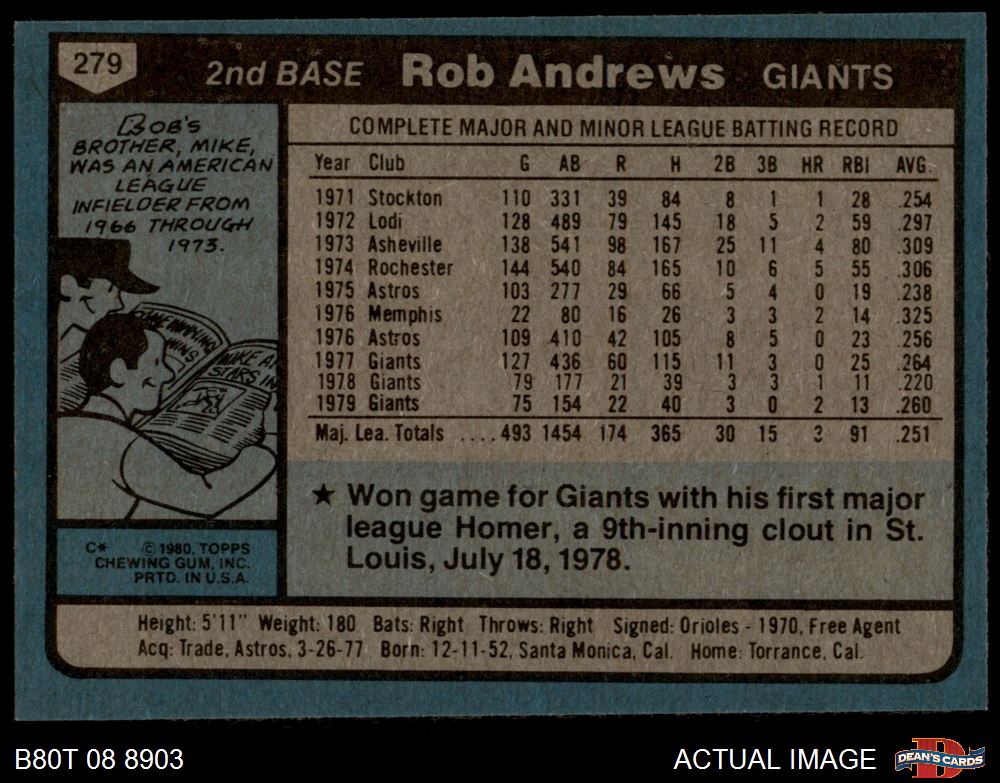 279
2nd BASE Rob Andrews GIANTS
BOB'S
BROTHER, MIKE,
WAS AN AMERICAN
LEAGUE
INFIELDER FROM
1966 THROUGH
1973.
GAME WINNING
WINS
MIKE A
STARS IN
C* © 1980, TOPPS
CHEWING GUM, INC.
PRTD. IN U.S.A.
COMPLETE MAJOR AND MINOR LEAGUE BATTING RECORD
Year Club G AB R H 2B 3B HR RBI AVG.
1971 Stockton 110 331 39 84 8 1 1 28 .254
1972 Lodi 128 489 79 145 18 5 2 59 .297
1973 Asheville 138 541 98 167 25 11 4 80 .309
1974 Rochester 144 540 84 165 10 6 5 55 .306
1975 Astros 103 277 29 66 5 4 0 19 .238
1976 Memphis 22 80 16 26 3 3 2 14 .325
1976 Astros 109 410 42 105 8 5 0 23 .256
1977 Giants 127 436 60 115 11 3 0 25 .264
1978 Giants 79 177 21 39 3 3 1 11 .220
1979 Giants 75 154 22 40 3 0 2 13 .260
Maj. Lea. Totals .... 493 1454 174 365 30 15 3 91 .251
★ Won game for Giants with his first major
league Homer, a 9th-inning clout in St.
Louis, July 18, 1978.
Height: 5'11" Weight: 180 Bats: Right Throws: Right Signed: Orioles - 1970, Free Agent
Acq: Trade, Astros, 3-26-77 Born: 12-11-52, Santa Monica, Cal. Home: Torrance, Cal.
B80T 08 8903
ACTUAL IMAGE
D
DEAN'S CARDS